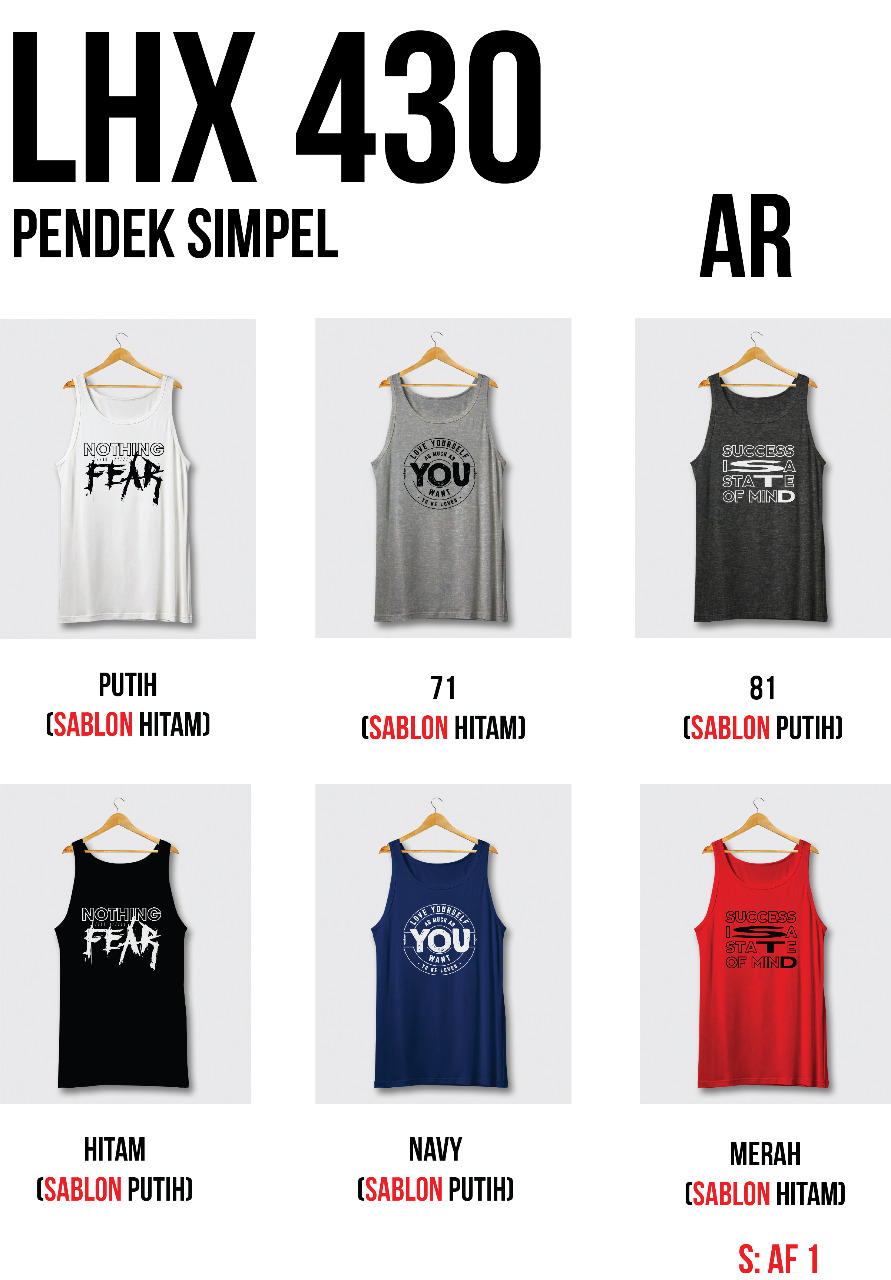 LHX 430
PENDEK SIMPEL
AR
NOTHING
FEAR
LOVE YOURSELF
AS MUCH AS
YOU
WANT
TO BE LOVED
SUCCESS
IS A
STATE
OF MIND
PUTIH
(SABLON HITAM)
71
(SABLON HITAM)
81
(SABLON PUTIH)
NOTHING
FEAR
LOVE YOURSELF
AS MUCH AS
YOU
WANT
TO BE LOVED
SUCCESS
IS A
STATE
OF MIND
HITAM
(SABLON PUTIH)
NAVY
(SABLON PUTIH)
MERAH
(SABLON HITAM)
S: AF 1